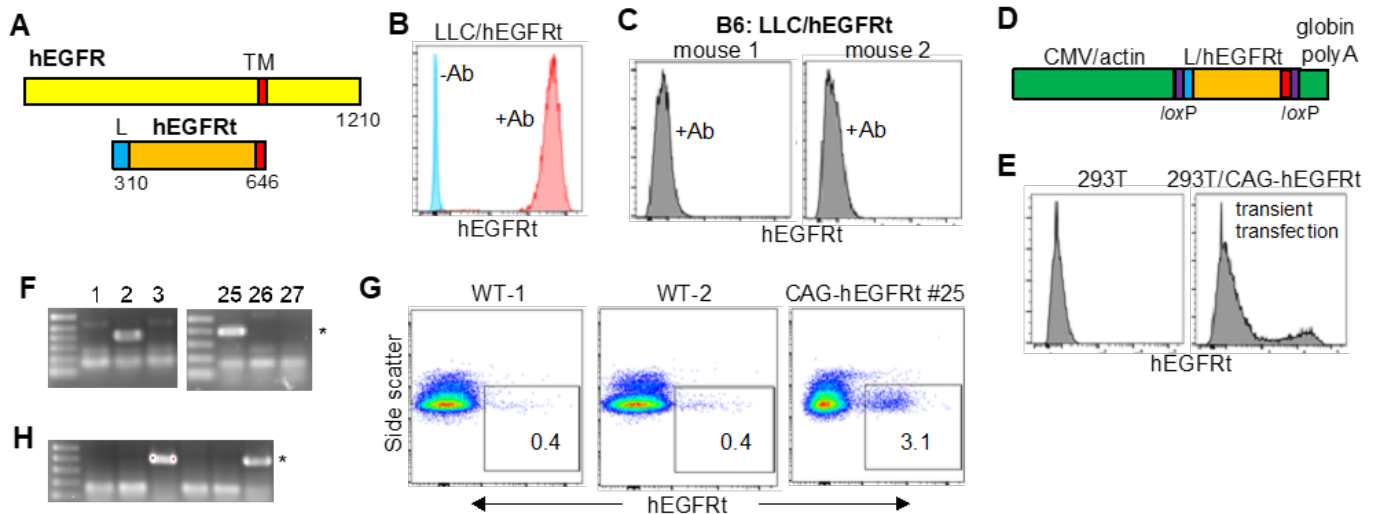 A
hEGFR
TM
1210
L
hEGFRt
310
646
B
LLC/hEGFRt
-Ab
+Ab
hEGFRt
C
B6: LLC/hEGFRt
mouse 1
mouse 2
+Ab
+Ab
hEGFRt
D
CMV/actin
L/hEGFRt
globin
polyA
loxP
loxP
E
293T
293T/CAG-hEGFRt
transient
transfection
hEGFRt
F
1 2 3
25 26 27
*
G
WT-1
WT-2
CAG-hEGFRt #25
Side scatter
0.4
0.4
3.1
hEGFRt
H
*